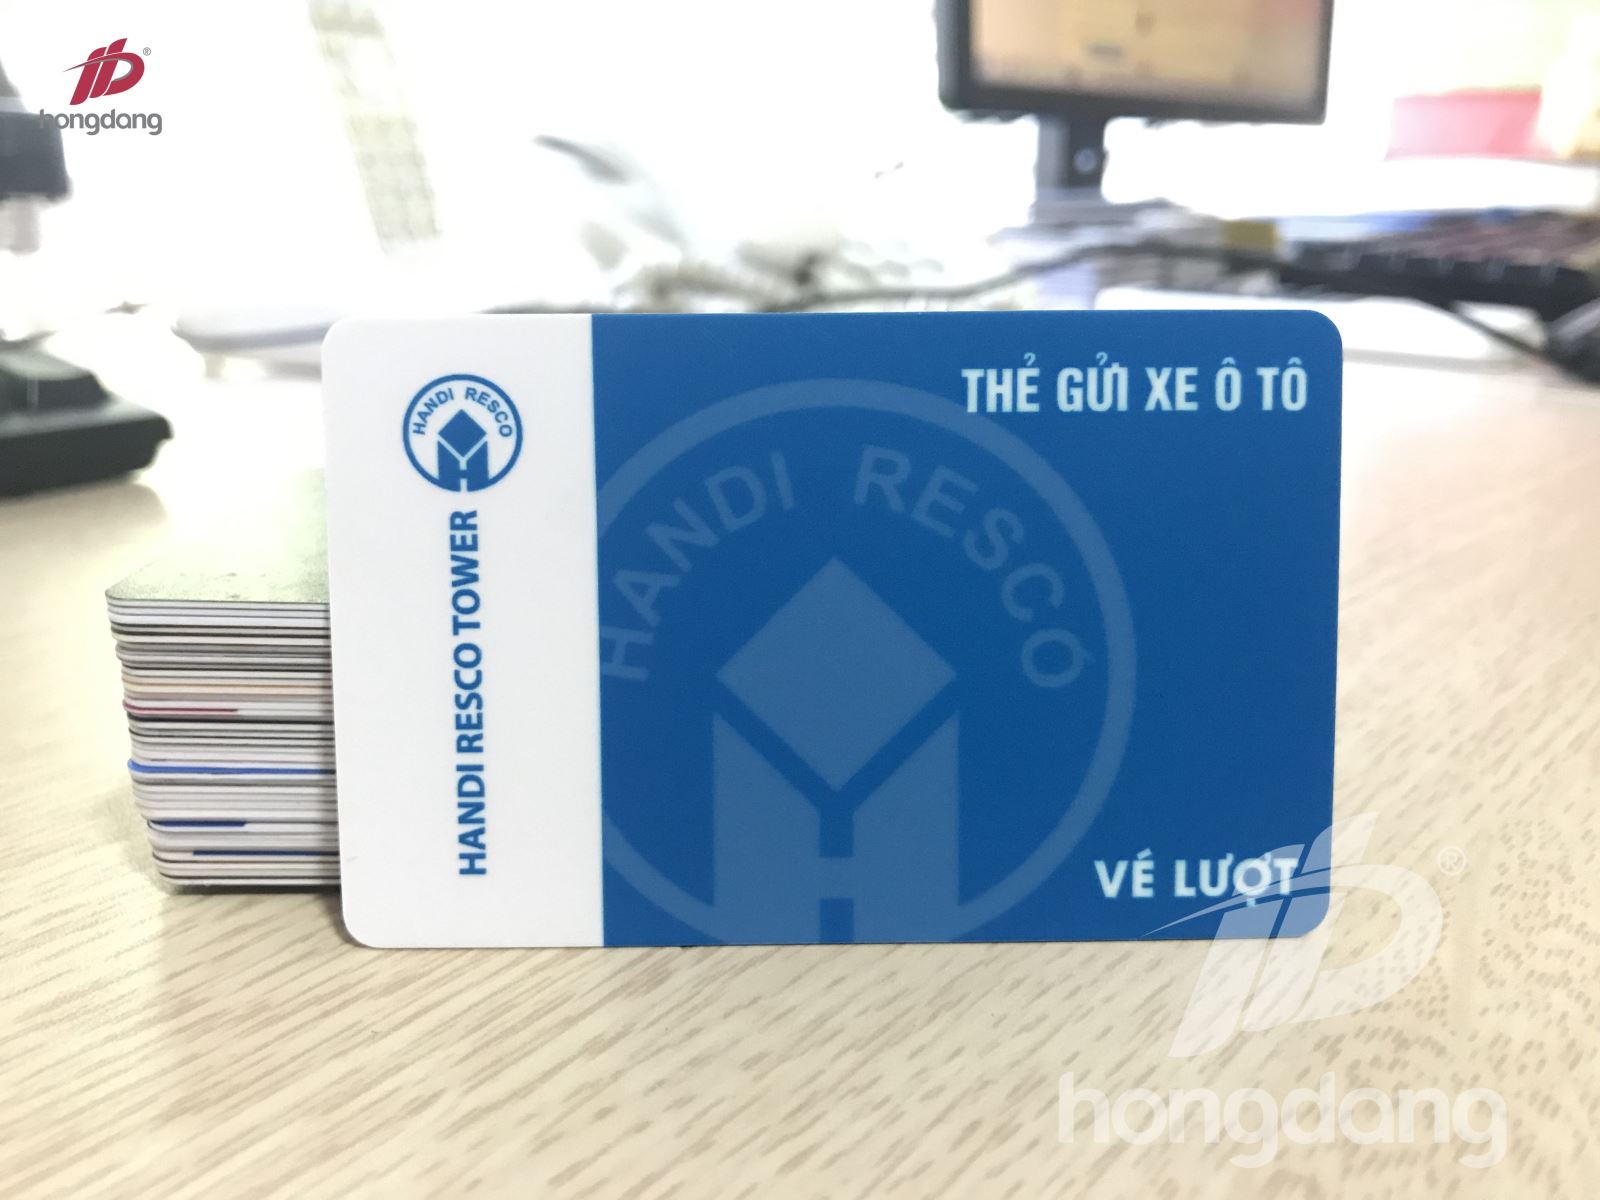 hongdang
THẺ GỬI XE Ô TÔ
HANDI RESCO
HANDI RESCO TOWER
HANDI RESCO
VÉ LƯỢT
hongdang